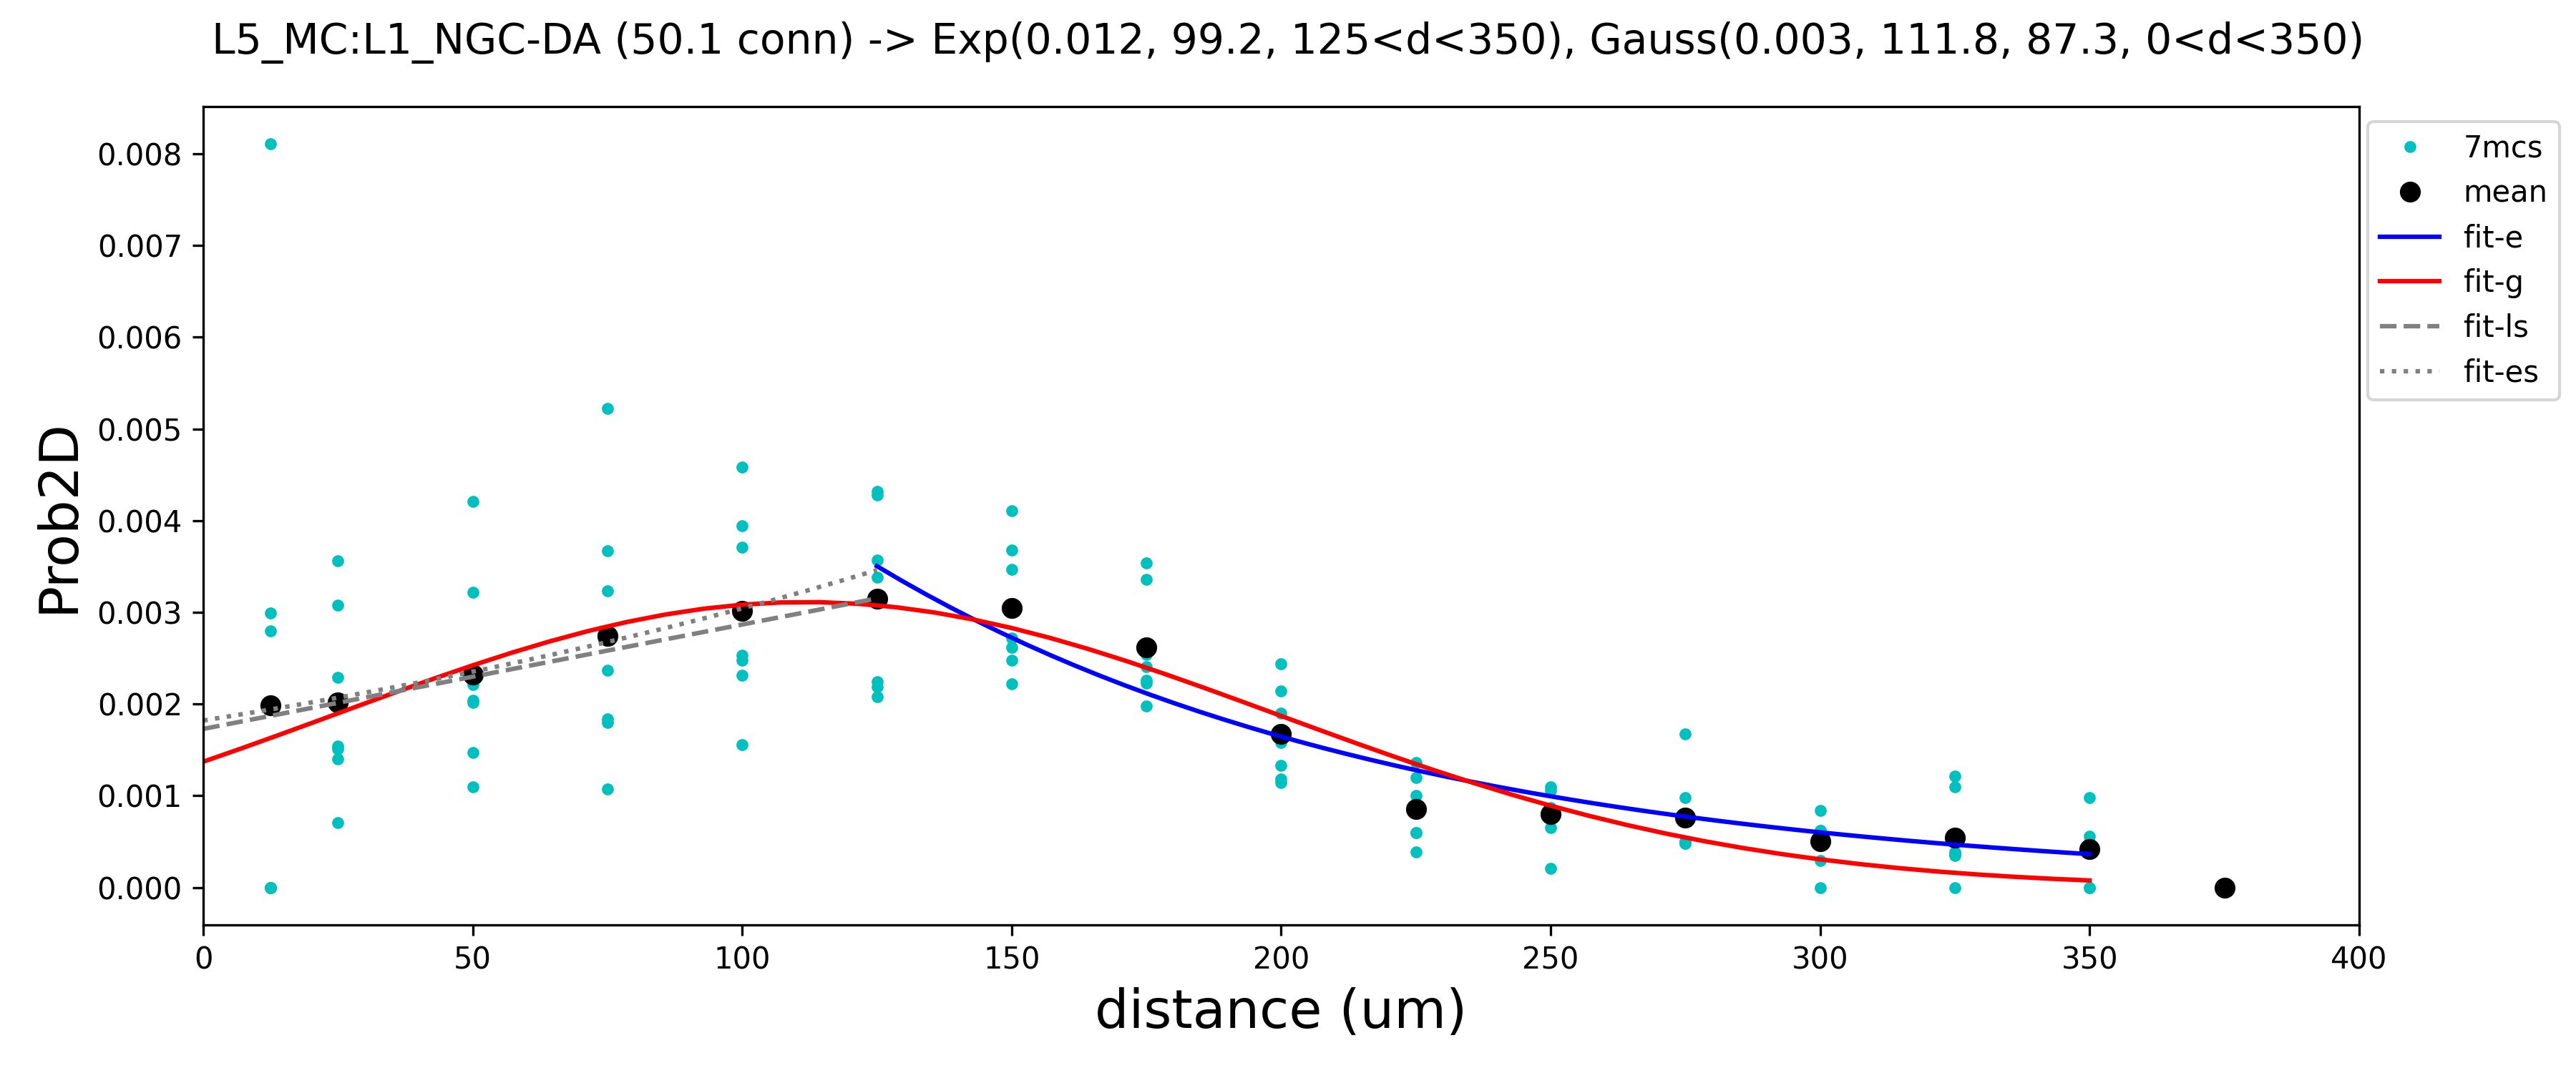 L5_MC:L1_NGC-DA (50.1 conn) -> Exp(0.012, 99.2, 125<d<350), Gauss(0.003, 111.8, 87.3, 0<d<350)
0.008
0.007
0.006
0.005
0.004
0.003
0.002
0.001
0.000
Prob2D
0 50 100 150 200 250 300 350 400
distance (um)
7mcs
mean
fit-e
fit-g
fit-ls
fit-es